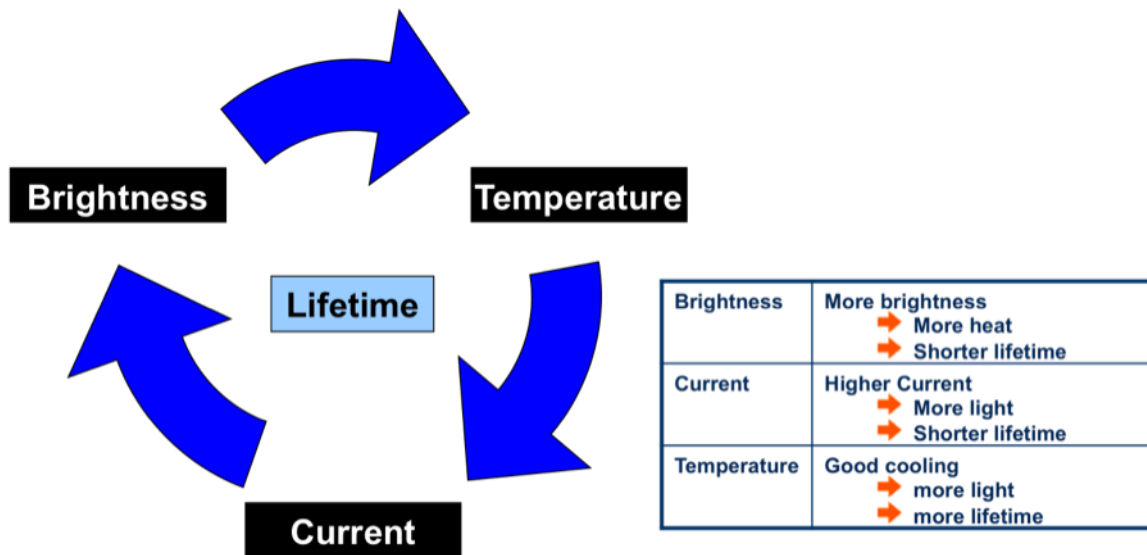 Brightness
Temperature
Lifetime
Current
Brightness
More brightness
More heat
Shorter lifetime
Current
Higher Current
More light
Shorter lifetime
Temperature
Good cooling
more light
more lifetime